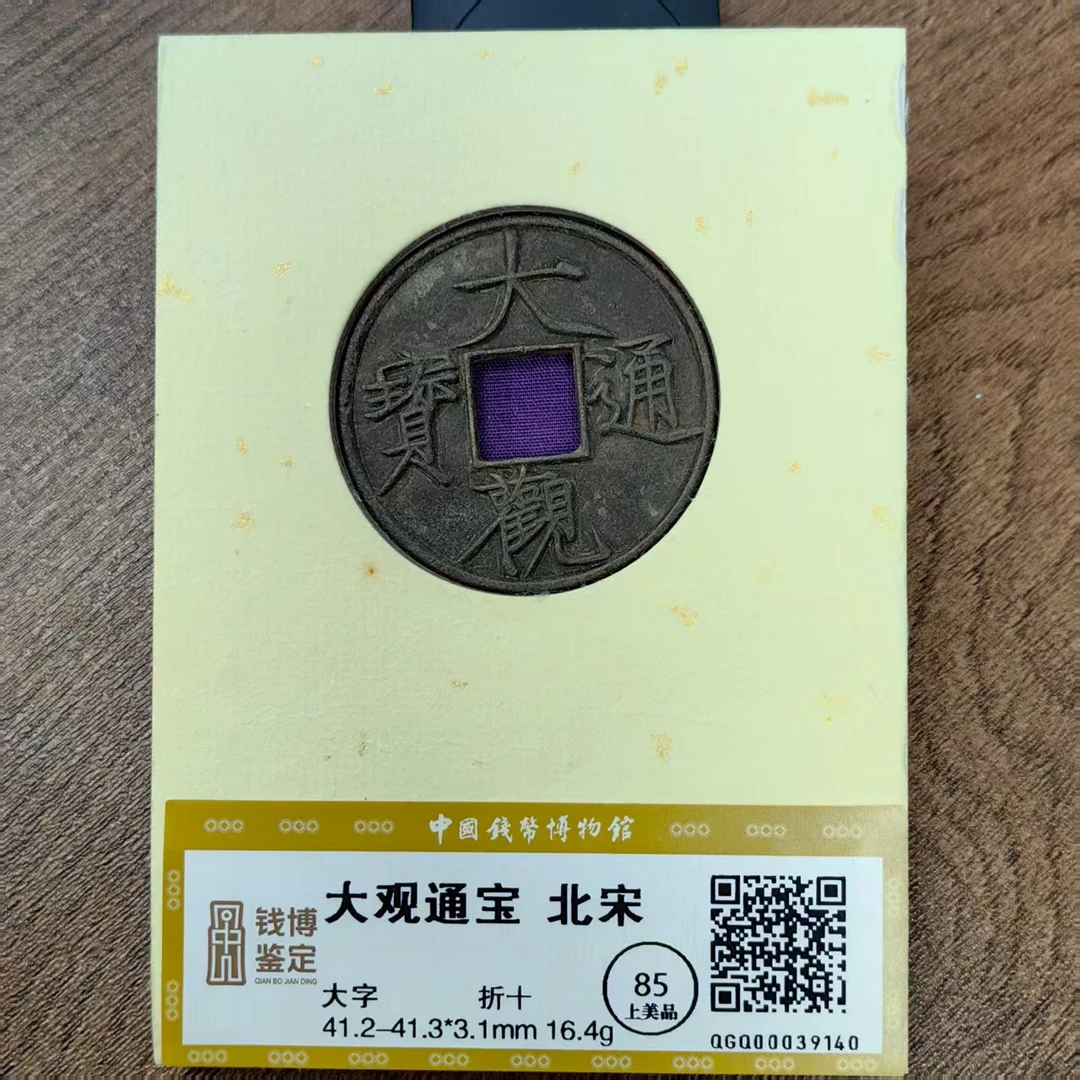 大
寶 通
觀
中國錢幣博物館
钱博
鉴定
QIAN BO JIAN DING
大观通宝 北宋
大字 折十
41.2–41.3*3.1mm 16.4g
85
上美品
QGQ00039140